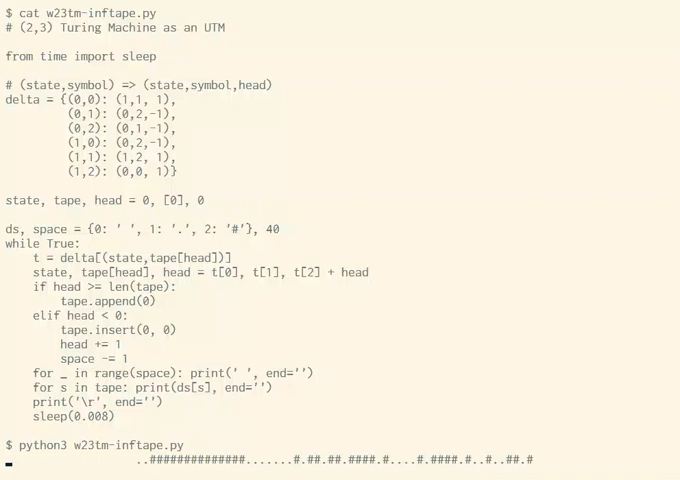 $ cat w23tm-inftape.py
# (2,3) Turing Machine as an UTM

from time import sleep

# (state,symbol) => (state,symbol,head)
delta = {(0,0): (1,1, 1),
         (0,1): (0,2,-1),
         (0,2): (0,1,-1),
         (1,0): (0,2,-1),
         (1,1): (1,2, 1),
         (1,2): (0,0, 1)}

state, tape, head = 0, [0], 0

ds, space = {0: ' ', 1: '.', 2: '#'}, 40
while True:
    t = delta[(state,tape[head])]
    state, tape[head], head = t[0], t[1], t[2] + head
    if head >= len(tape):
        tape.append(0)
    elif head < 0:
        tape.insert(0, 0)
        head += 1
        space -= 1
    for _ in range(space): print(' ', end='')
    for s in tape: print(ds[s], end='')
    print('\r', end='')
    sleep(0.008)

$ python3 w23tm-inftape.py
                   ..##############.......#.##.##.####.#....#.####.#..#..##.#